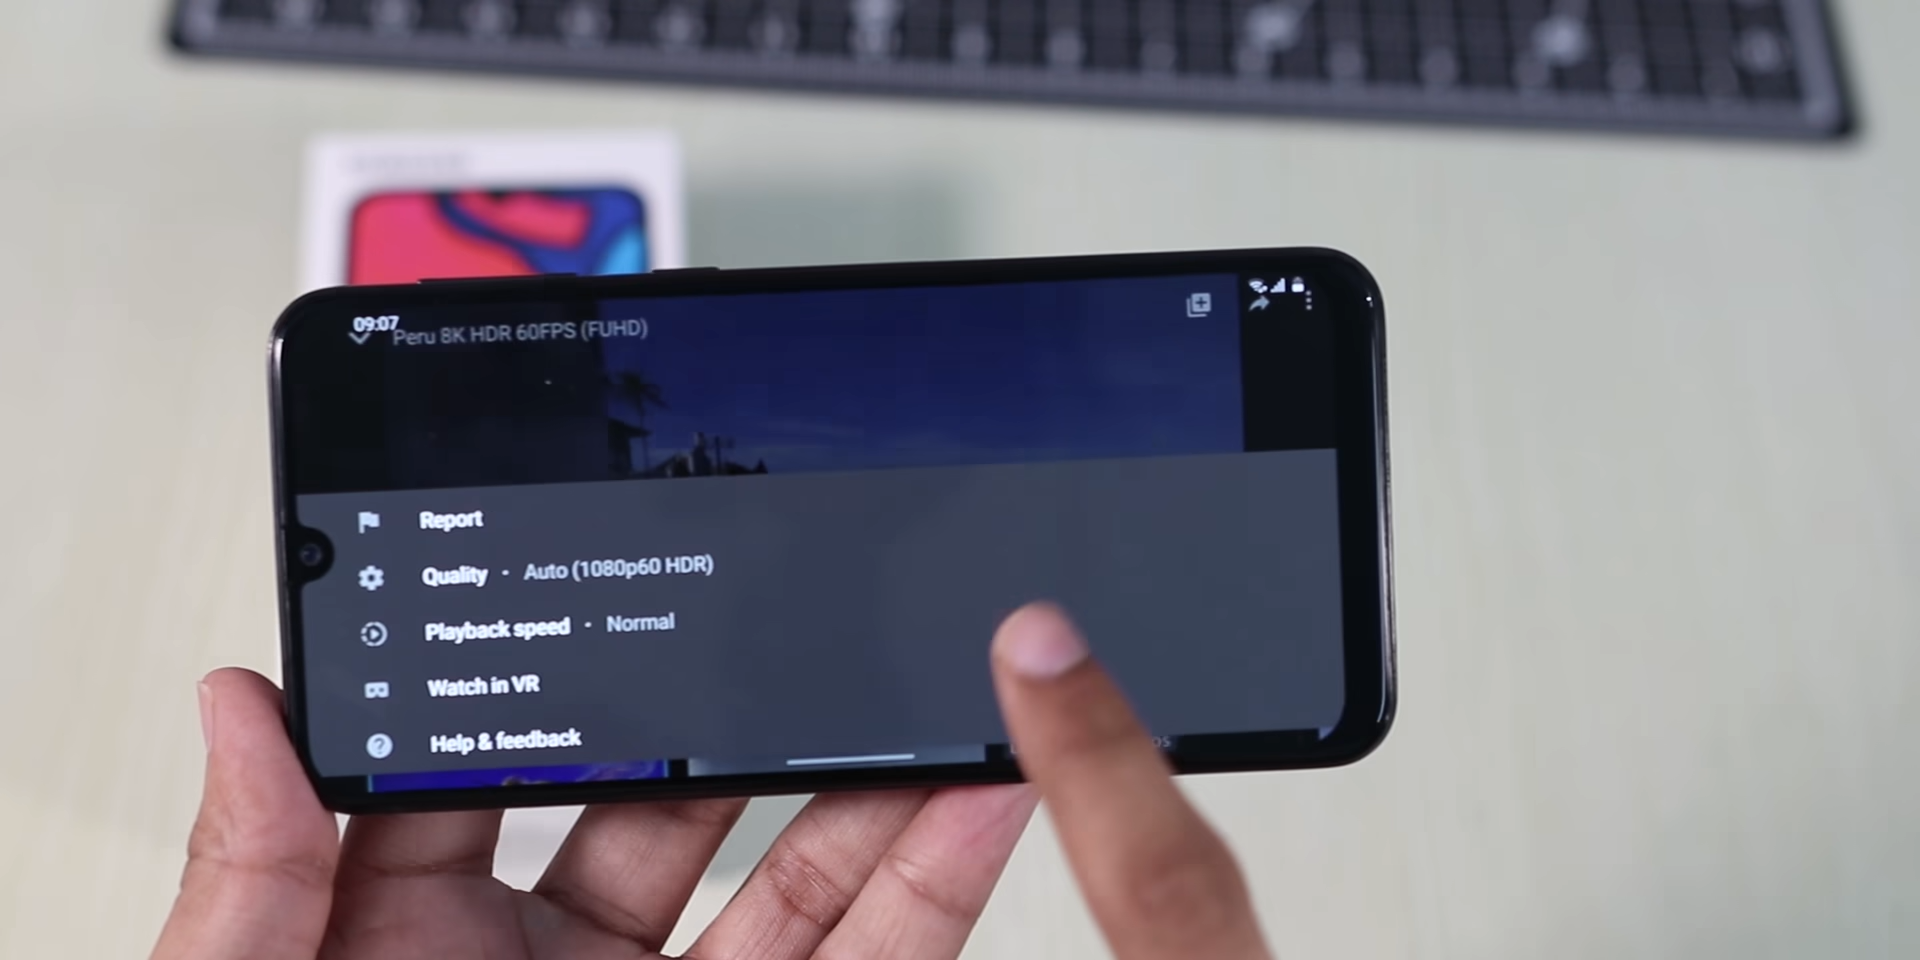 09:07
Peru 8K HDR 60FPS (FUHD)
Report
Quality • Auto (1080p60 HDR)
Playback speed • Normal
Watch in VR
Help & feedback